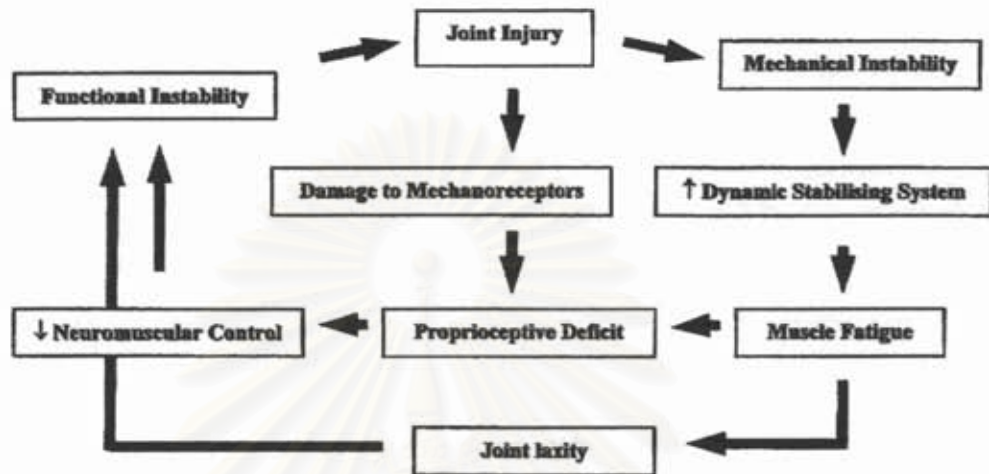 Joint Injury
Mechanical Instability
Functional Instability
Damage to Mechanoreceptors
↑ Dynamic Stabilising System
↓ Neuromuscular Control
Proprioceptive Deficit
Muscle Fatigue
Joint laxity